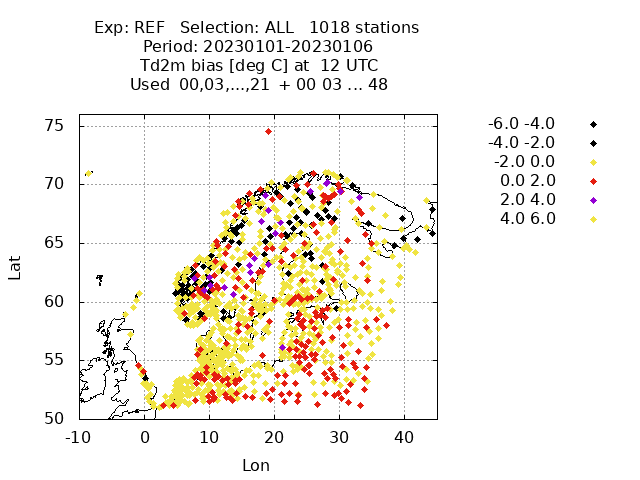 Exp: REF   Selection: ALL   1018 stations
Period: 20230101-20230106
Td2m bias [deg C] at  12 UTC
Used  00,03,...,21  + 00 03 ... 48
-6.0 -4.0
-4.0 -2.0
-2.0 0.0
0.0 2.0
2.0 4.0
4.0 6.0
75
70
65
60
55
50
Lat
-10 0 10 20 30 40
Lon